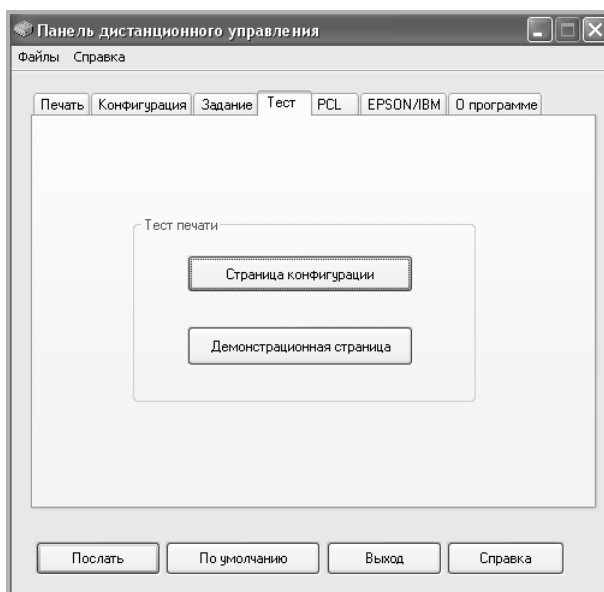 Панель дистанционного управления
Файлы Справка
Печать Конфигурация Задание Тест PCL EPSON/IBM О программе
Тест печати
Страница конфигурации
Демонстрационная страница
Послать По умолчанию Выход Справка